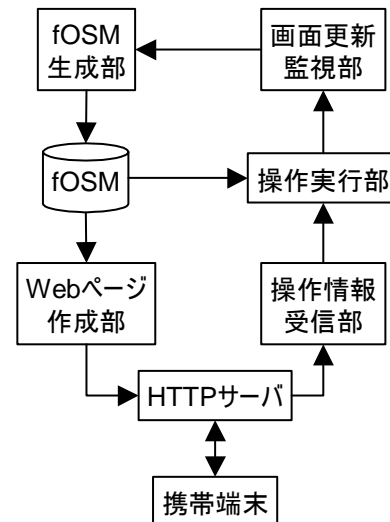 fOSM
生成部
画面更新
監視部
fOSM
操作実行部
Webページ
作成部
操作情報
受信部
HTTPサーバ
携帯端末